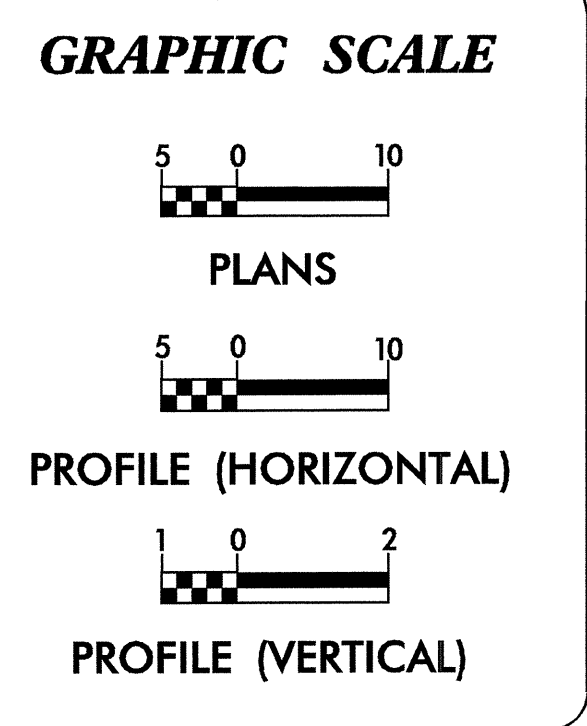 GRAPHIC SCALE
5 0 10
PLANS
5 0 10
PROFILE (HORIZONTAL)
1 0 2
PROFILE (VERTICAL)